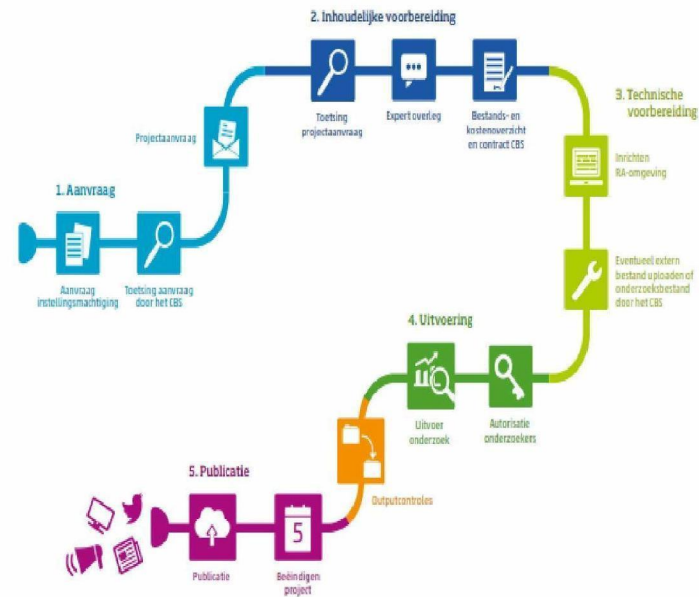 2. Inhoudelijke voorbereiding
Toetsing
projectaanvraag
Expert overleg
Bestands- en
kostenoverzicht
en contract CBS
3. Technische
voorbereiding
Projectaanvraag
Inrichten
RA-omgeving
1. Aanvraag
Aanvraag
instellingsmachtiging
Toetsing aanvraag
door het CBS
Eventueel extern
bestand uploaden of
onderzoeksbestand
door het CBS
4. Uitvoering
Uitvoer
onderzoek
Autorisatie
onderzoekers
Outputcontroles
5. Publicatie
5
Publicatie
Beëindigen
project